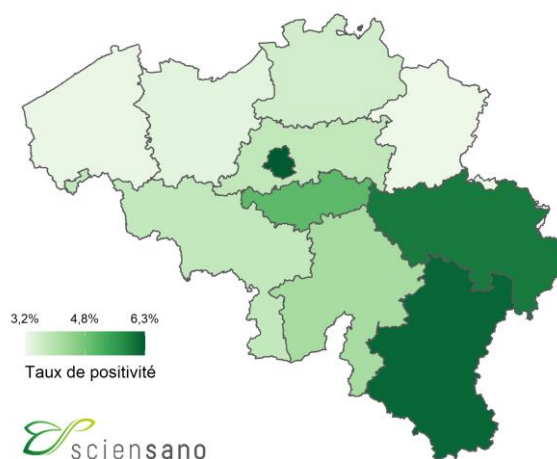 3,2% 4,8% 6,3%
Taux de positivité
sciensano